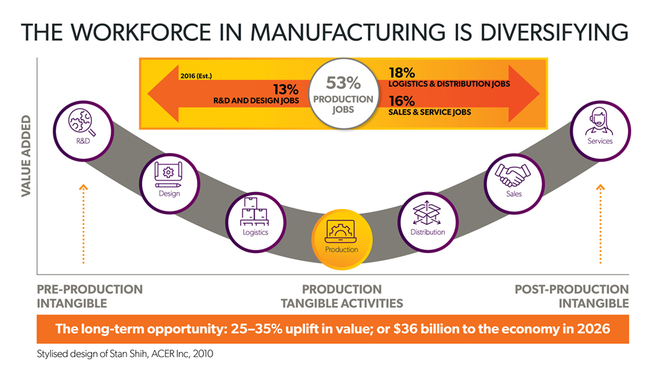 THE WORKFORCE IN MANUFACTURING IS DIVERSIFYING
2016 (Est.)
13%
R&D AND DESIGN JOBS
53%
PRODUCTION
JOBS
18%
LOGISTICS & DISTRIBUTION JOBS
16%
SALES & SERVICE JOBS
VALUE ADDED
R&D
Design
Logistics
Production
Distribution
Sales
Services
PRE-PRODUCTION
INTANGIBLE
PRODUCTION
TANGIBLE ACTIVITIES
POST-PRODUCTION
INTANGIBLE
The long-term opportunity: 25–35% uplift in value; or $36 billion to the economy in 2026
Stylised design of Stan Shih, ACER Inc, 2010